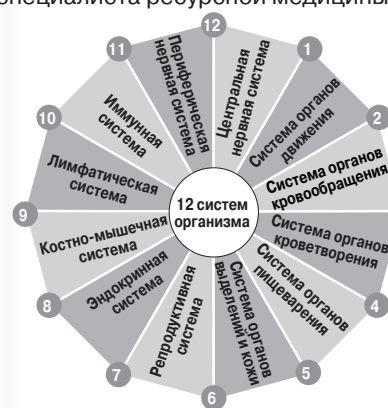 специалиста ресурсной медицины
12
1
2
4
5
6
7
8
9
10
11
12 систем
организма
Центральная
нервная система
Система органов
движения
Система органов
кровообращения
Система органов
кроветворения
Система органов
пищеварения
Система органов
выделений и кожи
Репродуктивная
система
Эндокринная
система
Костно-мышечная
система
Лимфатическая
система
Иммунная
система
Периферическая
нервная система